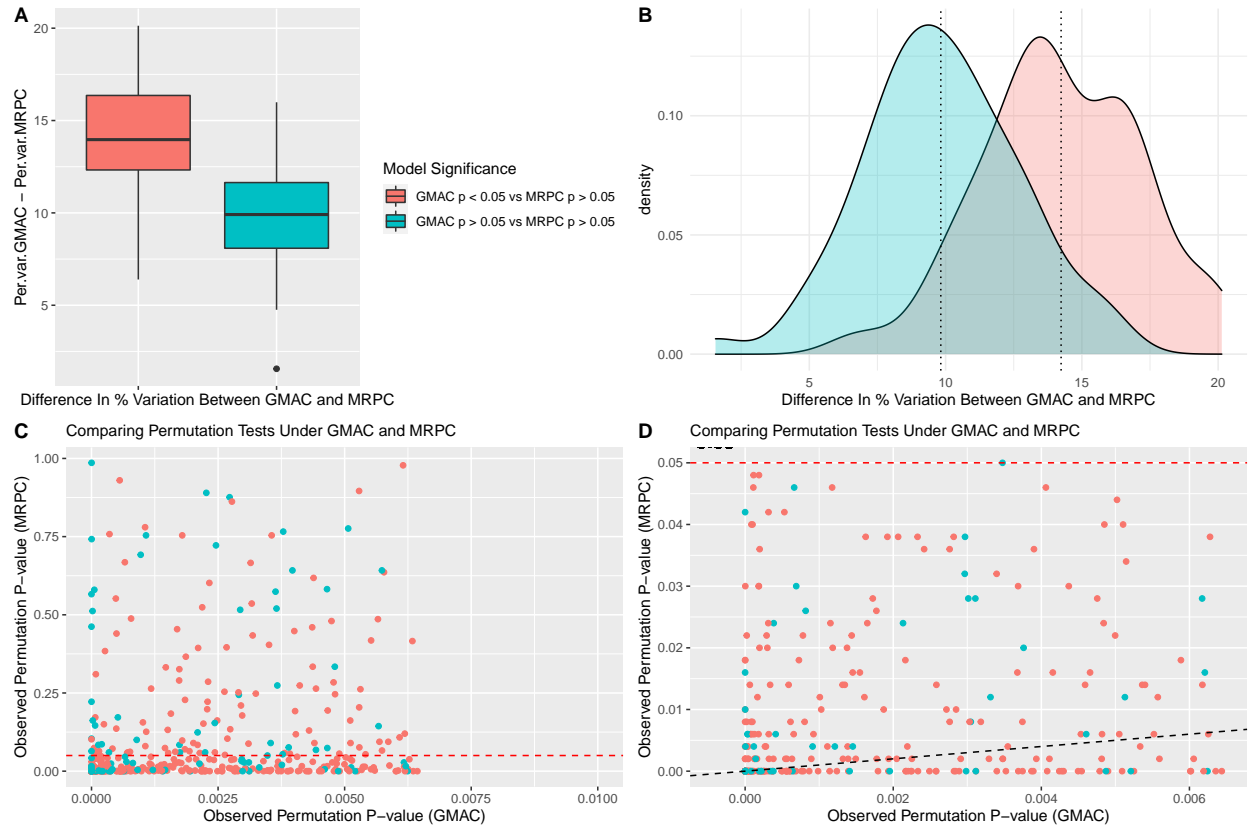 A
20
15
10
5
Per.var.GMAC − Per.var.MRPC
Difference In % Variation Between GMAC and MRPC
Model Significance
GMAC p < 0.05 vs MRPC p > 0.05
GMAC p > 0.05 vs MRPC p > 0.05
B
0.10
0.05
0.00
density
5
10
15
20
Difference In % Variation Between GMAC and MRPC
C
Comparing Permutation Tests Under GMAC and MRPC
1.00
0.75
0.50
0.25
0.00
Observed Permutation P−value (MRPC)
0.0000
0.0025
0.0050
0.0075
0.0100
Observed Permutation P−value (GMAC)
D
Comparing Permutation Tests Under GMAC and MRPC
0.05
0.04
0.03
0.02
0.01
0.00
Observed Permutation P−value (MRPC)
0.000
0.002
0.004
0.006
Observed Permutation P−value (GMAC)